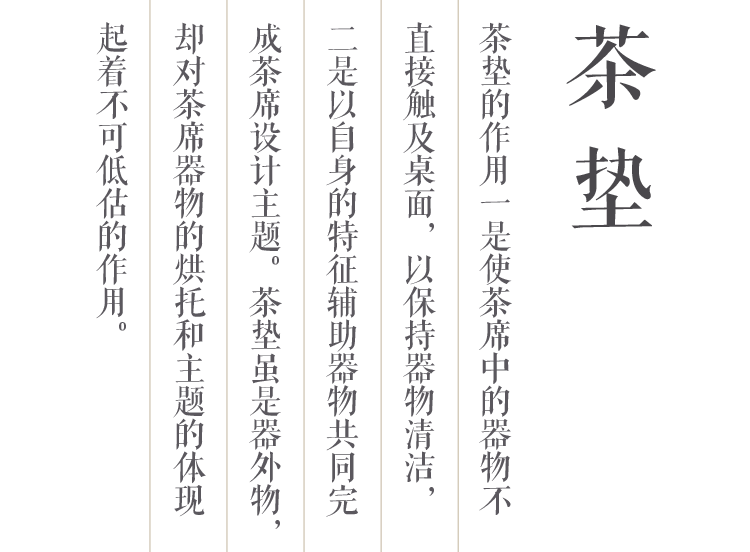 茶垫
茶垫的作用一是使茶席中的器物不
直接触及桌面，以保持器物清洁，
二是以自身的特征辅助器物共同完
成茶席设计主题。茶垫虽是器外物，
却对茶席器物的烘托和主题的体现
起着不可低估的作用。